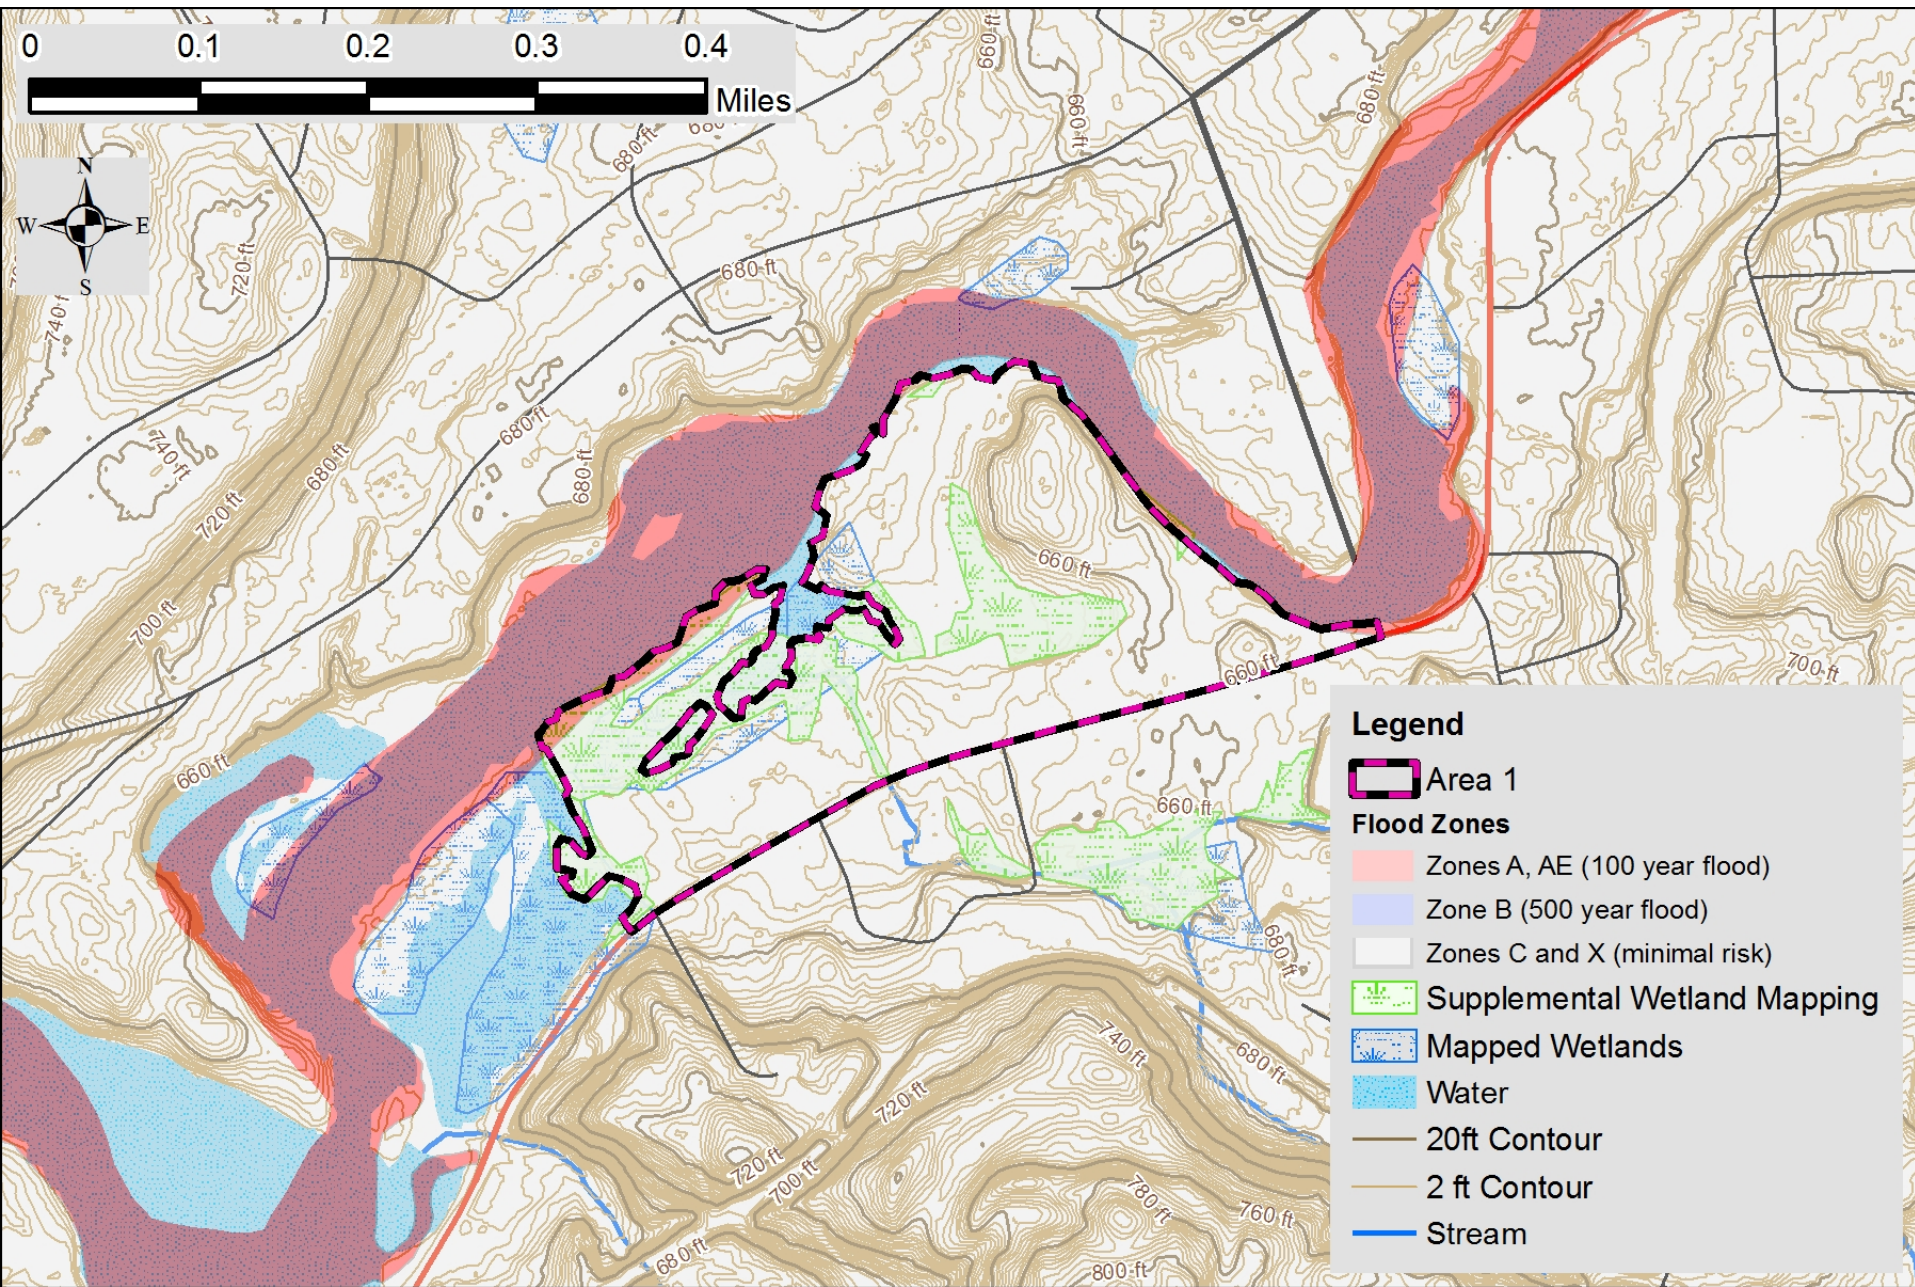 0 0.1 0.2 0.3 0.4
Miles
N
W E
S
660 ft
680 ft
660 ft
680 ft
680 ft
720 ft
680 ft
740 ft
680 ft
740 ft
680 ft
680 ft
720 ft
660 ft
700 ft
660 ft
700 ft
660 ft
660 ft
680 ft
740 ft
680 ft
720 ft
720 ft
700 ft
780 ft
760 ft
680 ft
800 ft
Legend
Area 1
Flood Zones
Zones A, AE (100 year flood)
Zone B (500 year flood)
Zones C and X (minimal risk)
Supplemental Wetland Mapping
Mapped Wetlands
Water
20ft Contour
2 ft Contour
Stream